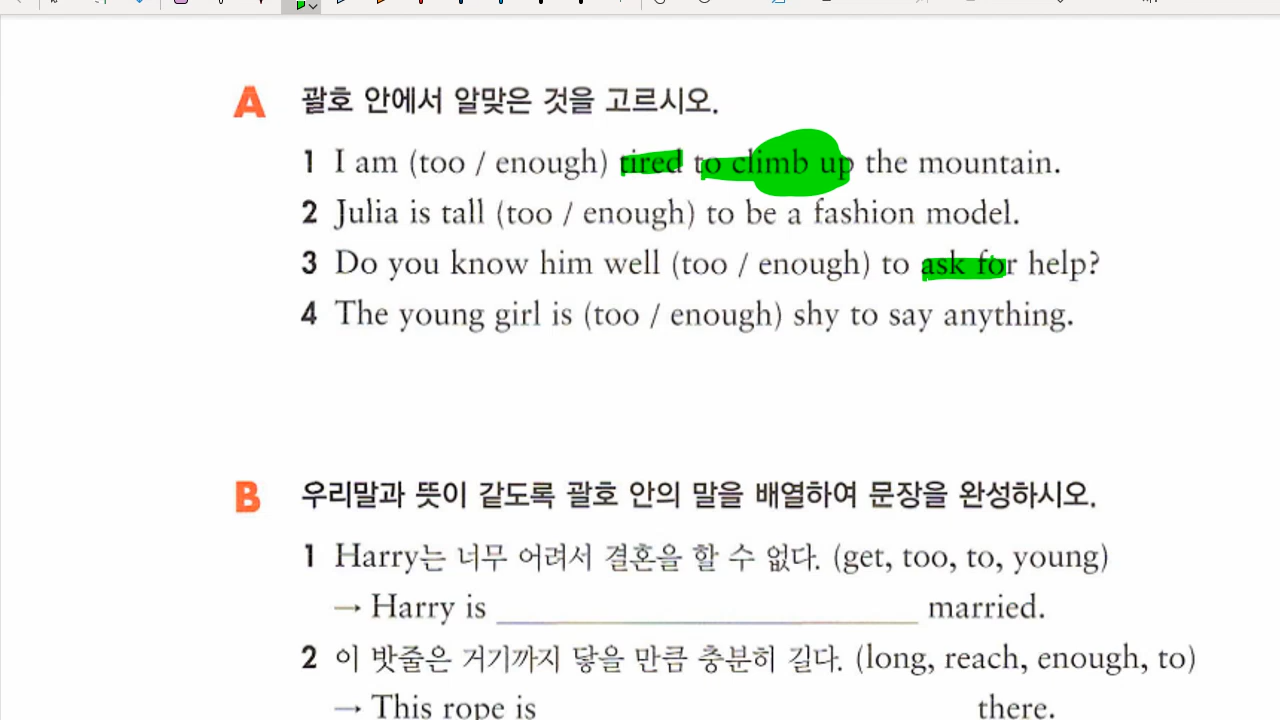 A 괄호 안에서 알맞은 것을 고르시오.
1 I am (too / enough) tired to climb up the mountain.
2 Julia is tall (too / enough) to be a fashion model.
3 Do you know him well (too / enough) to ask for help?
4 The young girl is (too / enough) shy to say anything.
B 우리말과 뜻이 같도록 괄호 안의 말을 배열하여 문장을 완성하시오.
1 Harry는 너무 어려서 결혼을 할 수 없다. (get, too, to, young)
→ Harry is ______ married.
2 이 밧줄은 거기까지 닿을 만큼 충분히 길다. (long, reach, enough, to)
→ This rope is there.